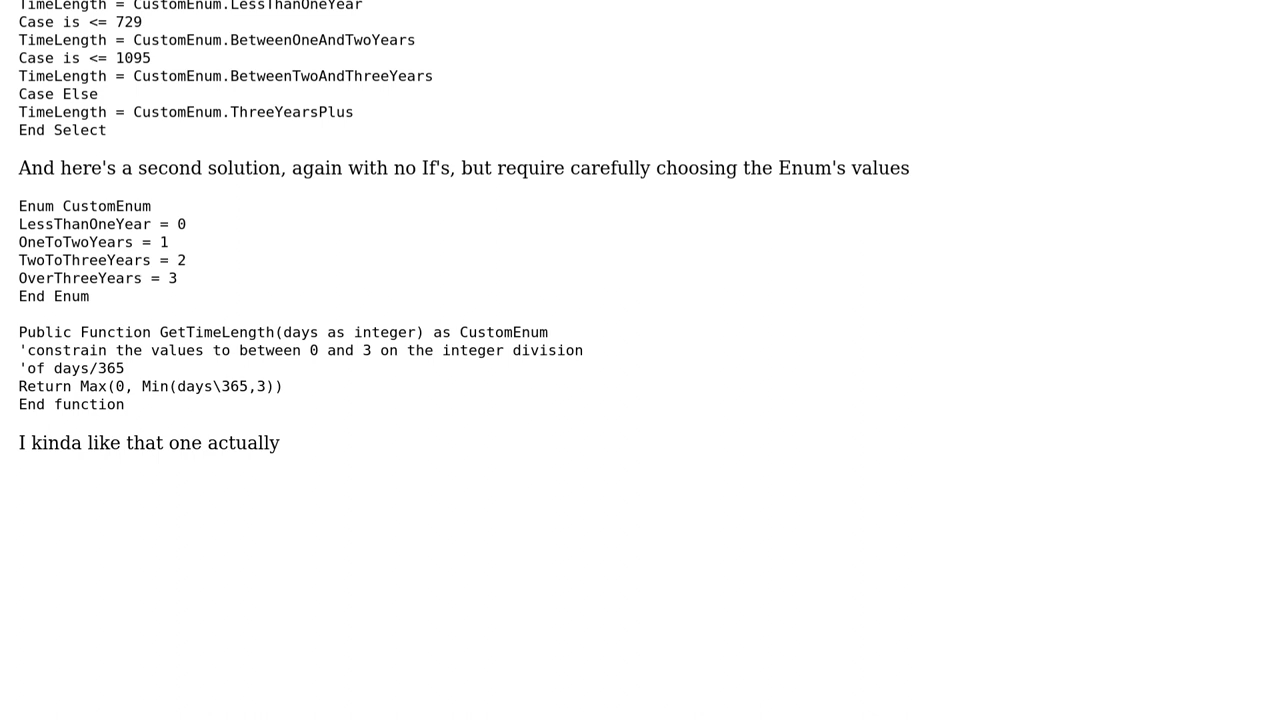 TimeLength = CustomEnum.LessThanOneYear
Case is <= 729
TimeLength = CustomEnum.BetweenOneAndTwoYears
Case is <= 1095
TimeLength = CustomEnum.BetweenTwoAndThreeYears
Case Else
TimeLength = CustomEnum.ThreeYearsPlus
End Select
And here's a second solution, again with no If's, but require carefully choosing the Enum's values
Enum CustomEnum
LessThanOneYear = 0
OneToTwoYears = 1
TwoToThreeYears = 2
OverThreeYears = 3
End Enum
Public Function GetTimeLength(days as integer) as CustomEnum
'constrain the values to between 0 and 3 on the integer division
'of days/365
Return Max(0, Min(days\365,3))
End function
I kinda like that one actually